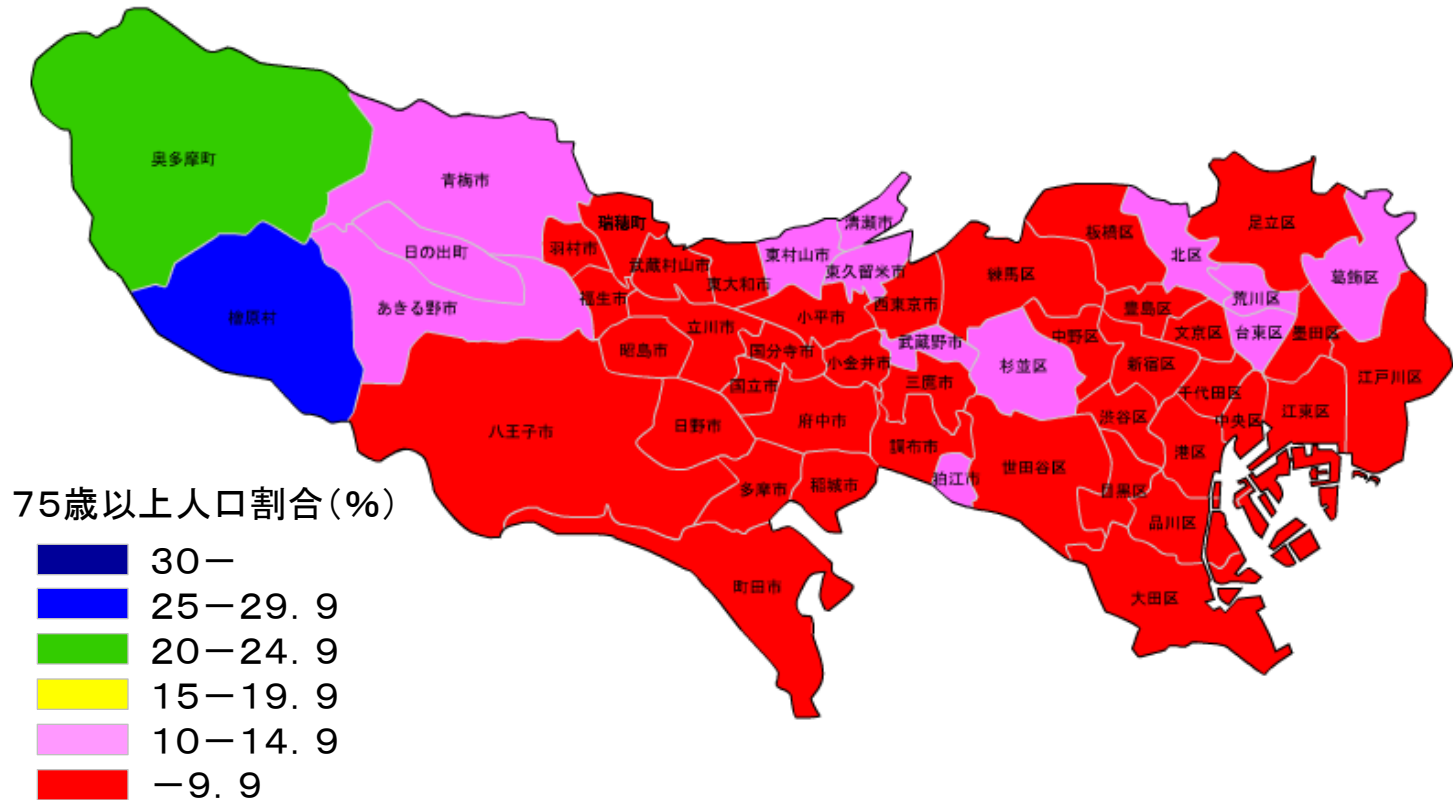 奥多摩町
青梅市
瑞穂町
清瀬市
足立区
板橋区
日の出町
羽村市
東村山市
北区
武蔵村山市
東久留米市
練馬区
葛飾区
東大和市
福生市
荒川区
あきる野市
西東京市
豊島区
檜原村
小平市
立川市
文京区
台東区
墨田区
中野区
武蔵野市
昭島市
国分寺市
小金井市
杉並区
新宿区
江戸川区
三鷹市
国立市
千代田区
江東区
八王子市
日野市
府中市
渋谷区
中央区
調布市
港区
世田谷区
狛江市
多摩市
稲城市
目黒区
品川区
町田市
大田区
75歳以上人口割合(%)
30－
25－29.9
20－24.9
15－19.9
10－14.9
－9.9